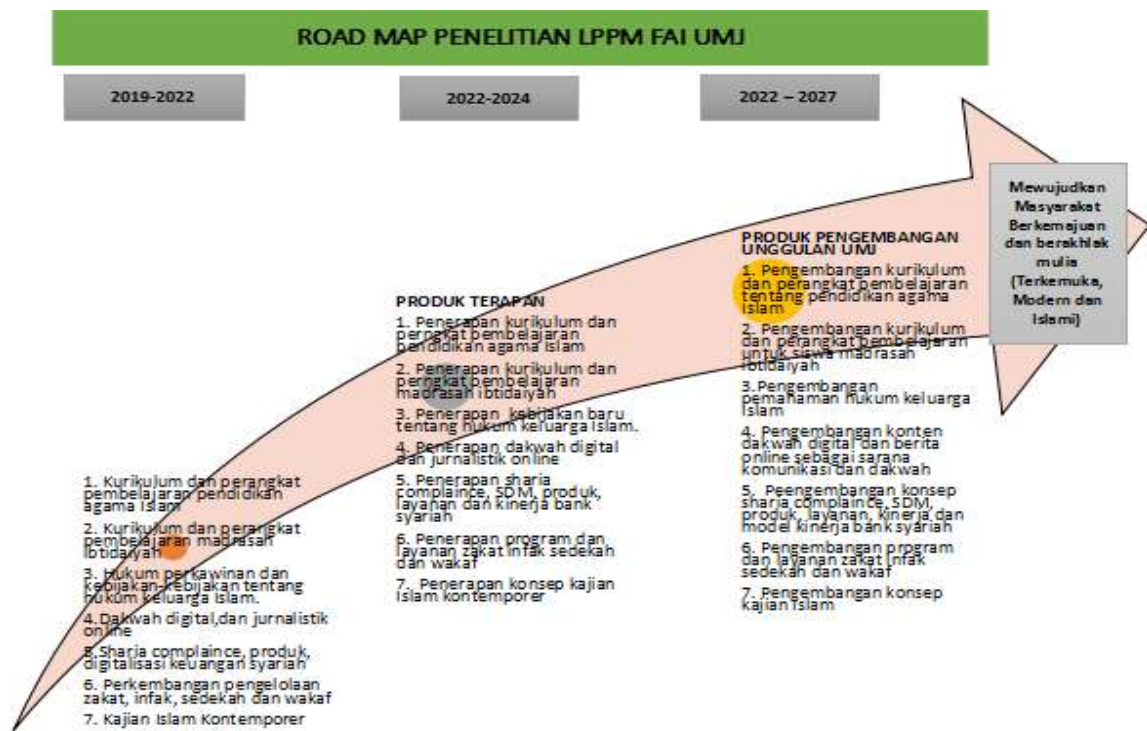 ROAD MAP PENELITIAN LPPM FAI UMJ
2019-2022
2022-2024
2022 – 2027
1. Kurikulum dan perangkat
pembelajaran pendidikan
agama Islam
2. Kurikulum dan perangkat
pembelajaran madrasah
ibtidaiyah
3. Hukum perkawinan dan
kebijakan-kebijakan tentang
hukum keluarga Islam.
4.Dakwah digital,dan jurnalistik
online
5.Sharia complaince, produk,
digitalisasi keuangan syariah
6. Perkembangan pengelolaan
zakat, infak, sedekah dan wakaf
7. Kajian Islam Kontemporer
PRODUK TERAPAN
1. Penerapan kurikulum dan
perngkat pembelajaran
pendidikan agama Islam
2. Penerapan kurikulum dan
perngkat pembelajaran
madrasah ibtidaiyah
3. Penerapan kebijakan baru
tentang hukum keluarga Islam.
4. Penerapan dakwah digital
dan jurnalistik online
5. Penerapan sharia
complaince, SDM, produk,
layanan dan kinerja bank
syariah
6. Penerapan program dan
layanan zakat infak sedekah
dan wakaf
7. Penerapan konsep kajian
Islam kontemporer
PRODUK PENGEMBANGAN
UNGGULAN UMJ
1. Pengembangan kurikulum
dan perangkat pembelajaran
tentang pendidikan agama
Islam
2. Pengembangan kurikulum
dan perangkat pembelajaran
untuk siswa madrasah
ibtidaiyah
3.Pengembangan
pemahaman hukum keluarga
Islam
4. Pengembangan konten
dakwah digital dan berita
online sebagai sarana
komunikasi dan dakwah
5. Peengembangan konsep
sharia complaince, SDM,
produk, layanan, kinerja dan
model kinerja bank syariah
6. Pengembangan program
dan layanan zakat infak
sedekah dan wakaf
7. Pengembangan konsep
kajian Islam
Mewujudkan
Masyarakat
Berkemajuan
dan berakhlak
mulia
(Terkemuka,
Modern dan
Islami)